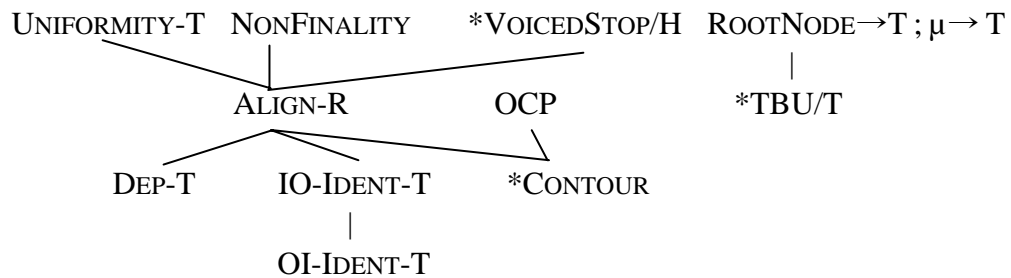 UNIFORMITY-T NONFINALITY *VOICEDSTOP/H ROOTNODE→T ; µ→ T
ALIGN-R OCP *TBU/T
DEP-T IO-IDENT-T *CONTOUR
OI-IDENT-T